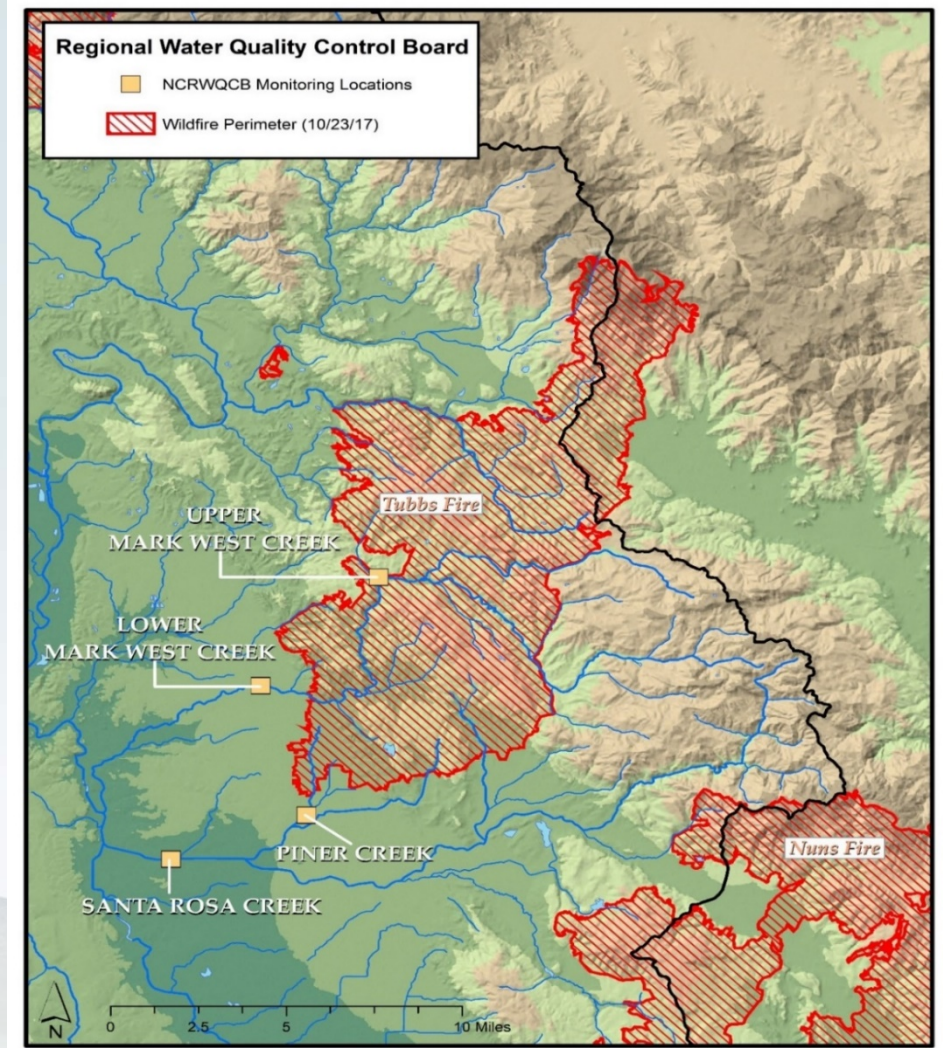 Regional Water Quality Control Board
NCRWQCB Monitoring Locations
Wildfire Perimeter (10/23/17)
Tubbs Fire
UPPER
MARK WEST CREEK
LOWER
MARK WEST CREEK
PINER CREEK
Nuns Fire
SANTA ROSA CREEK
N
0 2.5 5 10 Miles